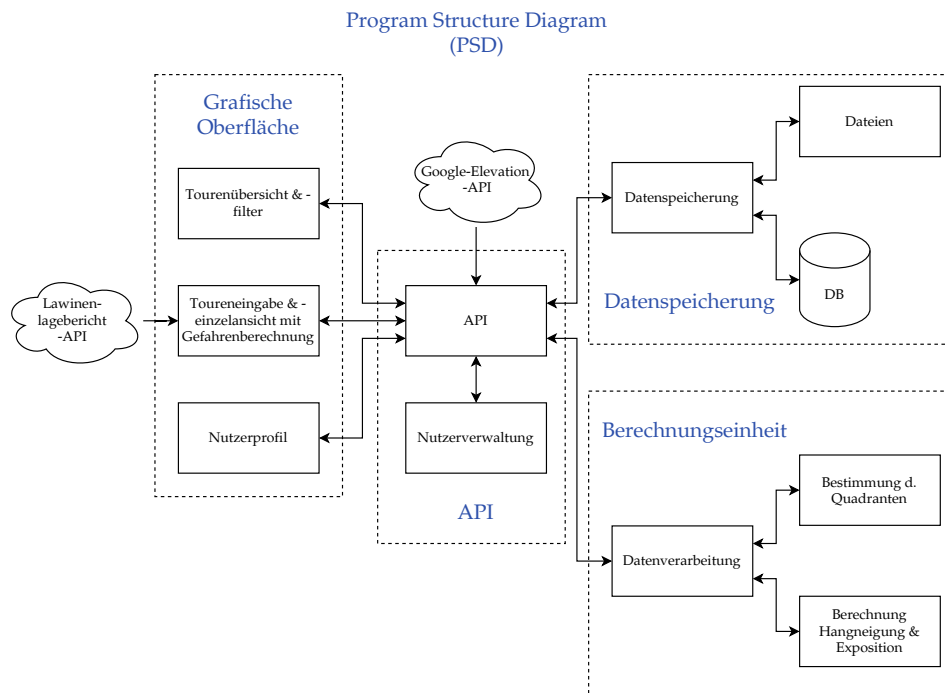 Program Structure Diagram
(PSD)
Grafische
Oberfläche
Tourenübersicht & -
filter
Toureneingabe & -
einzelansicht mit
Gefahrenberechnung
Nutzerprofil
Lawinen-
lagebericht
-API
Google-Elevation
-API
API
Nutzerverwaltung
API
Datenspeicherung
Dateien
DB
Datenspeicherung
Berechnungseinheit
Datenverarbeitung
Bestimmung d.
Quadranten
Berechnung
Hangneigung &
Exposition